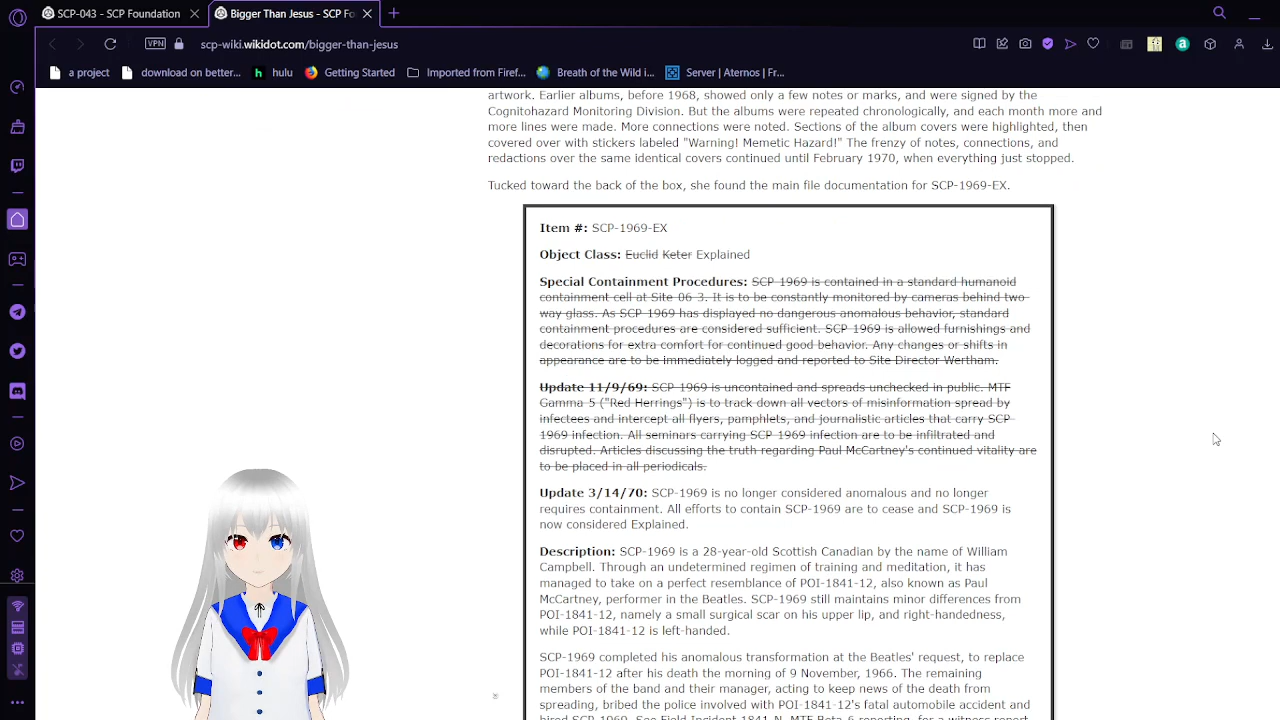 SCP-043 - SCP Foundation
Bigger Than Jesus - SCP Fo
VPN
scp-wiki.wikidot.com/bigger-than-jesus
a project
download on better...
hulu
Getting Started
Imported from Firef...
Breath of the Wild i...
Server | Aternos | Fr...
artwork. Earlier albums, before 1968, showed only a few notes or marks, and were signed by the
Cognitohazard Monitoring Division. But the albums were repeated chronologically, and each month more and
more lines were made. More connections were noted. Sections of the album covers were highlighted, then
covered over with stickers labeled "Warning! Memetic Hazard!" The frenzy of notes, connections, and
redactions over the same identical covers continued until February 1970, when everything just stopped.
Tucked toward the back of the box, she found the main file documentation for SCP-1969-EX.
Item #: SCP-1969-EX
Object Class: Euclid Keter Explained
Special Containment Procedures: SCP-1969 is contained in a standard humanoid
containment cell at Site 06-3. It is to be constantly monitored by cameras behind two-
way glass. As SCP-1969 has displayed no dangerous anomalous behavior, standard
containment procedures are considered sufficient. SCP-1969 is allowed furnishings and
decorations for extra comfort for continued good behavior. Any changes or shifts in
appearance are to be immediately logged and reported to Site Director Wertham.
Update 11/9/69: SCP-1969 is uncontained and spreads unchecked in public. MTF
Gamma-5 ("Red Herrings") is to track down all vectors of misinformation spread by
infectees and intercept all flyers, pamphlets, and journalistic articles that carry SCP-
1969 infection. All seminars carrying SCP-1969 infection are to be infiltrated and
disrupted. Articles discussing the truth regarding Paul McCartney's continued vitality are
to be placed in all periodicals.
Update 3/14/70: SCP-1969 is no longer considered anomalous and no longer
requires containment. All efforts to contain SCP-1969 are to cease and SCP-1969 is
now considered Explained.
Description: SCP-1969 is a 28-year-old Scottish Canadian by the name of William
Campbell. Through an undetermined regimen of training and meditation, it has
managed to take on a perfect resemblance of POI-1841-12, also known as Paul
McCartney, performer in the Beatles. SCP-1969 still maintains minor differences from
POI-1841-12, namely a small surgical scar on his upper lip, and right-handedness,
while POI-1841-12 is left-handed.
SCP-1969 completed his anomalous transformation at the Beatles' request, to replace
POI-1841-12 after his death the morning of 9 November, 1966. The remaining
members of the band and their manager, acting to keep news of the death from
spreading, bribed the police involved with POI-1841-12's fatal automobile accident and
hired SCP-1969. See Field Incident 1841-N, MTF Beta-6 reporting, for a witness report